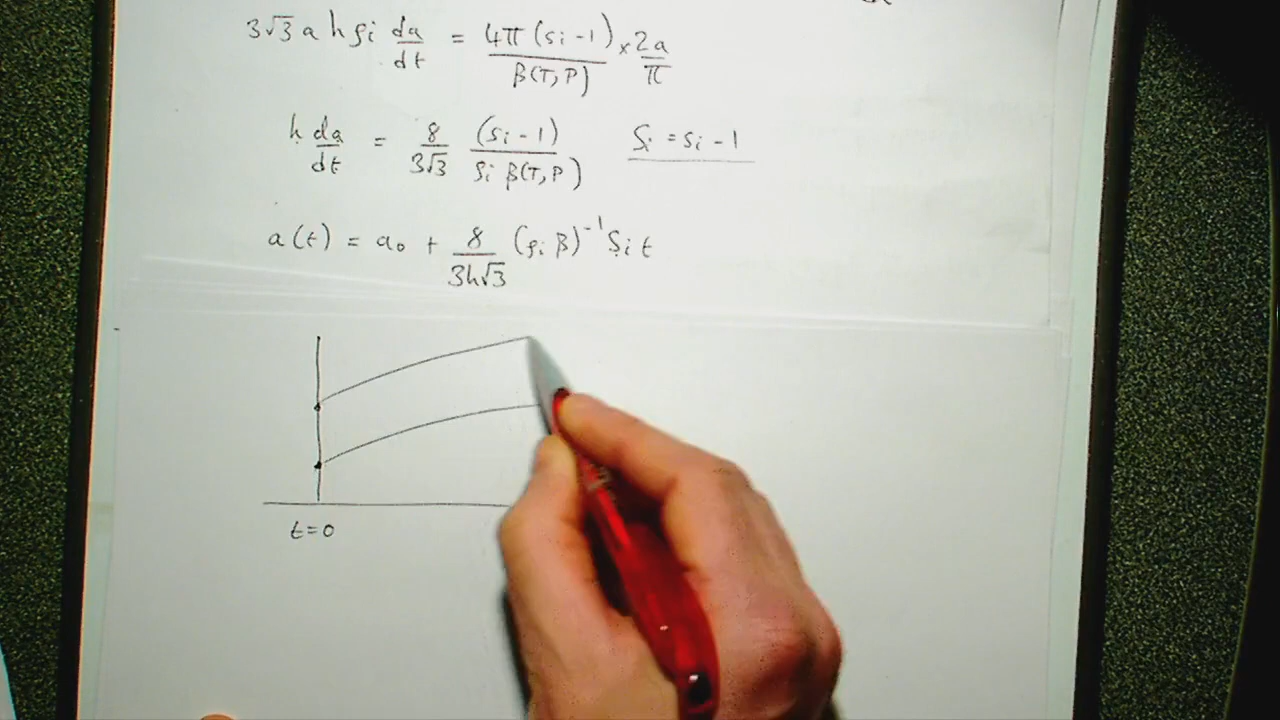 3√3 a h ρi da/dt = 4π (si -1) / β(T,P) × 2a/π
h da/dt = 8/3√3 (si -1) / ρi β(T,P) Si = si -1
a(t) = a₀ + 8/3h√3 (ρi β)⁻¹ Si t
t=0